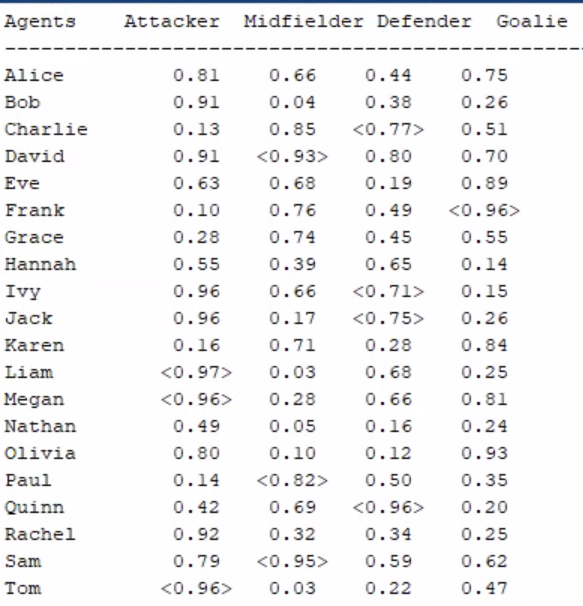 Agents Attacker Midfielder Defender Goalie
--------------------------------------------------------
Alice 0.81 0.66 0.44 0.75
Bob 0.91 0.04 0.38 0.26
Charlie 0.13 0.85 <0.77> 0.51
David 0.91 <0.93> 0.80 0.70
Eve 0.63 0.68 0.19 0.89
Frank 0.10 0.76 0.49 <0.96>
Grace 0.28 0.74 0.45 0.55
Hannah 0.55 0.39 0.65 0.14
Ivy 0.96 0.66 <0.71> 0.15
Jack 0.96 0.17 <0.75> 0.26
Karen 0.16 0.71 0.28 0.84
Liam <0.97> 0.03 0.68 0.25
Megan <0.96> 0.28 0.66 0.81
Nathan 0.49 0.05 0.16 0.24
Olivia 0.80 0.10 0.12 0.93
Paul 0.14 <0.82> 0.50 0.35
Quinn 0.42 0.69 <0.96> 0.20
Rachel 0.92 0.32 0.34 0.25
Sam 0.79 <0.95> 0.59 0.62
Tom <0.96> 0.03 0.22 0.47